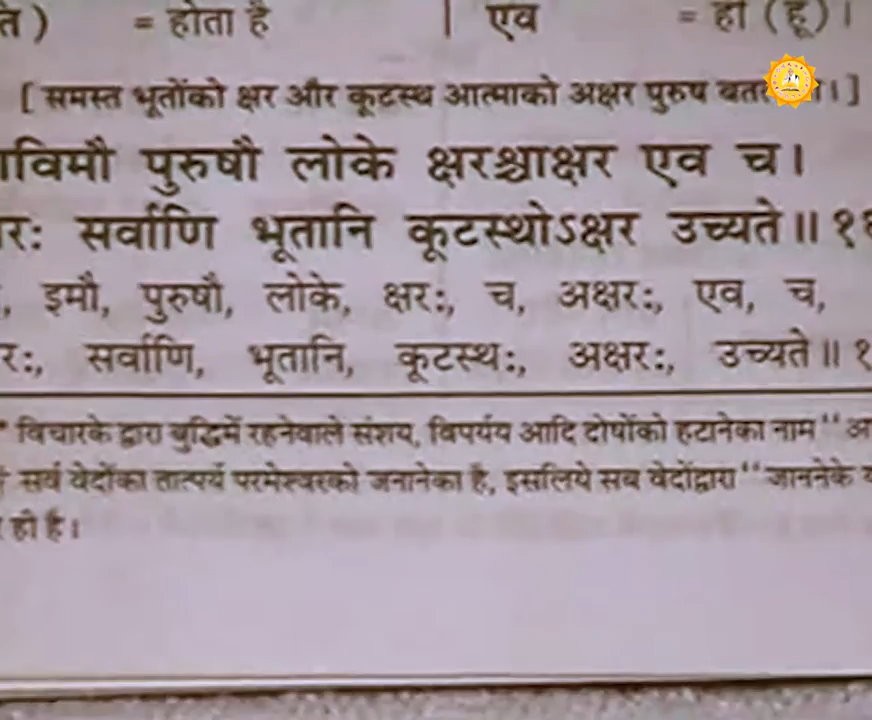 = होता है | एव = ही (हूँ)।
[ समस्त भूतोंको क्षर और कूटस्थ आत्माको अक्षर पुरुष ]
पुरुषौ लोके क्षरश्चाक्षर एव च।
सर्वाणि भूतानि कूटस्थोऽक्षर उच्यते॥
इमौ, पुरुषौ, लोके, क्षरः, च, अक्षरः, एव, च,
सर्वाणि, भूतानि, कूटस्थः, अक्षरः, उच्यते॥
विचारके द्वारा बुद्धिमें रहनेवाले संशय, विपर्यय आदि दोषोंको हटानेका नाम "
सर्व वेदोंका तात्पर्य परमेश्वरको जनानेका है, इसलिये सब वेदोंद्वारा "जाननेके
ही है।